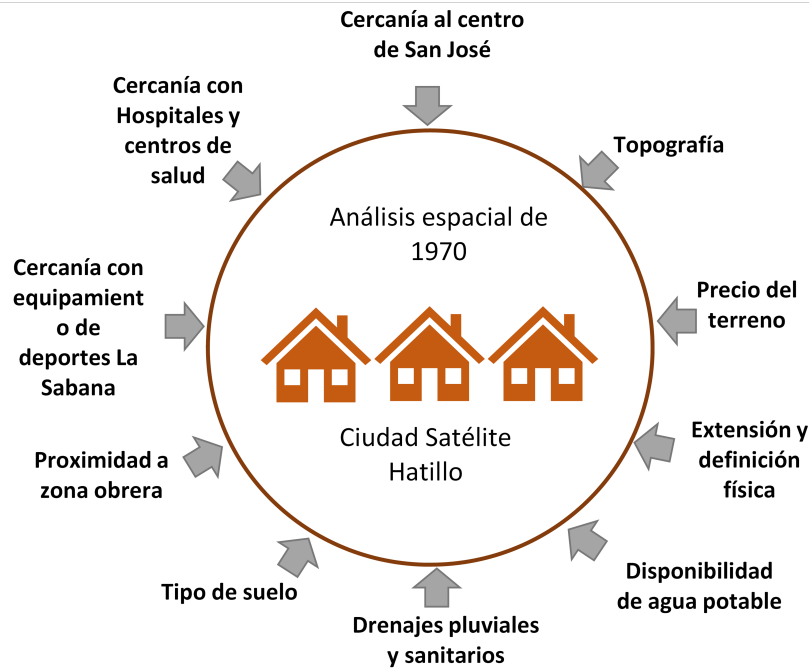 Cercanía al centro
de San José
Cercanía con
Hospitales y
centros de
salud
Topografía
Análisis espacial de
1970
Cercanía con
equipamient
o de
deportes La
Sabana
Precio del
terreno
Ciudad Satélite
Hatillo
Extensión y
definición
física
Proximidad a
zona obrera
Disponibilidad
de agua potable
Tipo de suelo
Drenajes pluviales
y sanitarios